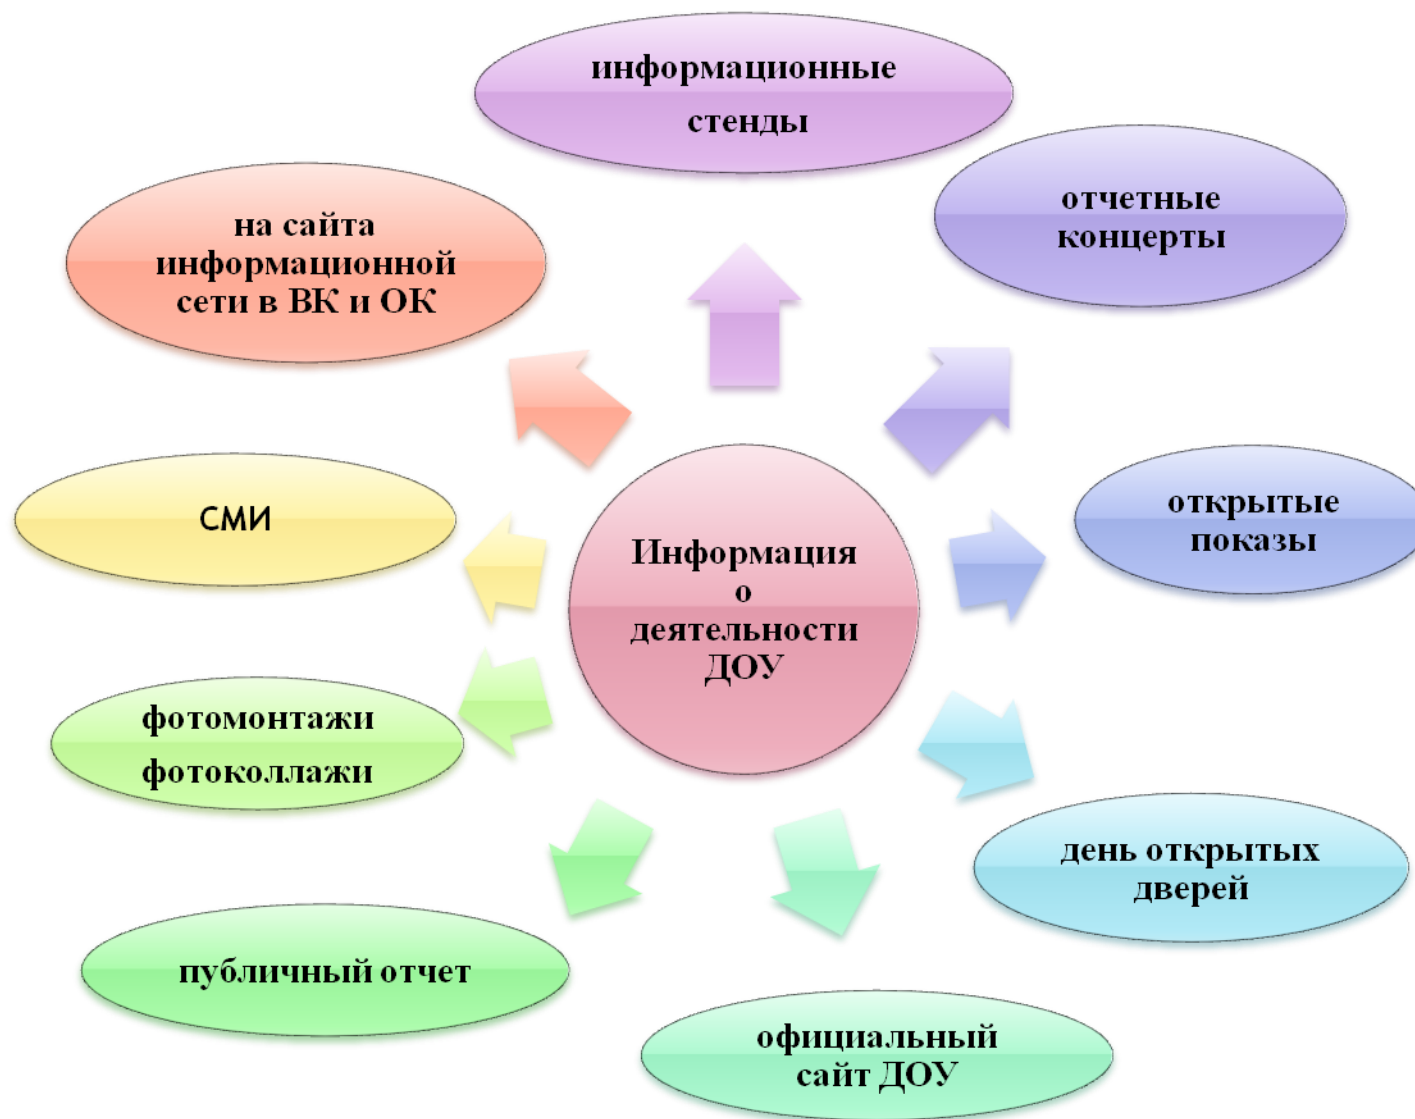 информационные
стенды
отчетные
концерты
на сайта
информационной
сети в ВК и ОК
открытые
показы
СМИ
Информация
о
деятельности
ДОУ
фотомонтажи
фотоколлажи
день открытых
дверей
публичный отчет
официальный
сайт ДОУ